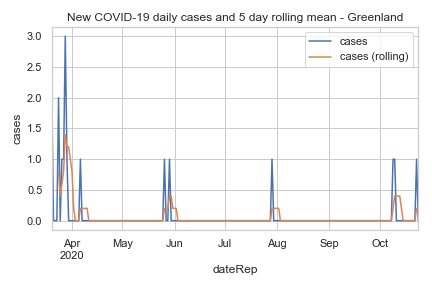 New COVID-19 daily cases and 5 day rolling mean - Greenland
cases
cases (rolling)
3.0
2.5
2.0
1.5
1.0
0.5
0.0
cases
Apr May Jun Jul Aug Sep Oct
2020
dateRep